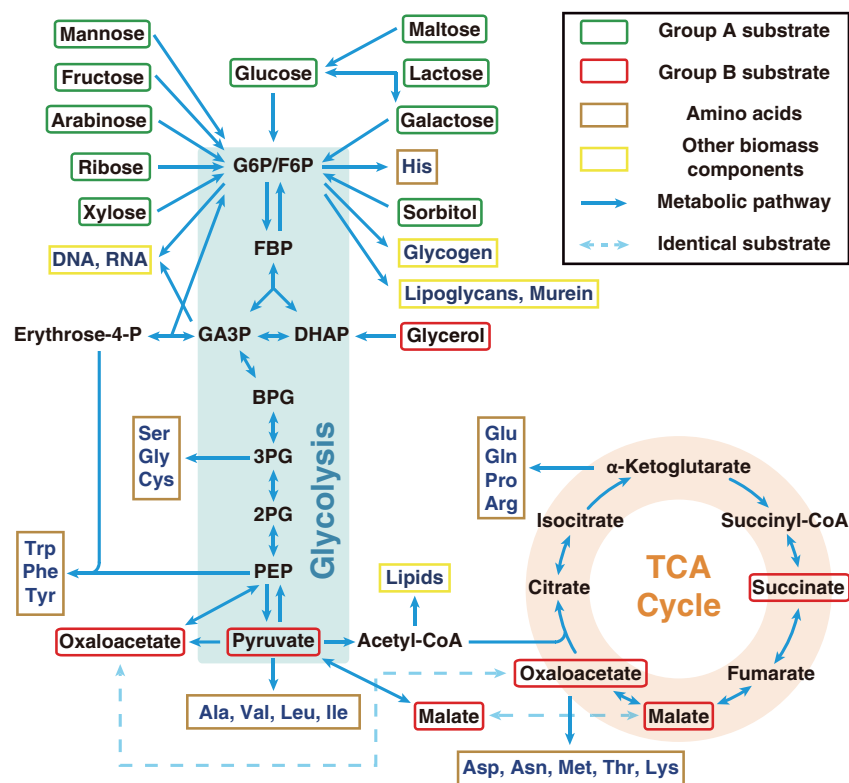 Mannose
Maltose
Group A substrate
Fructose
Glucose
Lactose
Group B substrate
Arabinose
Galactose
Amino acids
Other biomass
components
Ribose
G6P/F6P
His
Metabolic pathway
Xylose
Sorbitol
Identical substrate
DNA, RNA
FBP
Glycogen
Lipoglycans, Murein
Erythrose-4-P
GA3P
DHAP
Glycerol
BPG
Ser
Gly
Cys
3PG
Glycolysis
Glu
Gln
Pro
Arg
α-Ketoglutarate
2PG
Isocitrate
Succinyl-CoA
Trp
Phe
Tyr
PEP
Lipids
Citrate
TCA
Cycle
Succinate
Oxaloacetate
Pyruvate
Acetyl-CoA
Oxaloacetate
Fumarate
Ala, Val, Leu, Ile
Malate
Malate
Asp, Asn, Met, Thr, Lys